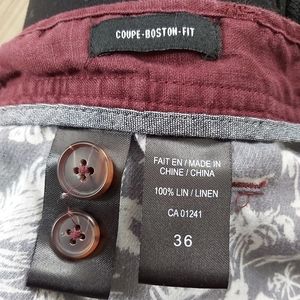 COUPE-BOSTON-FIT
FAIT EN / MADE IN
CHINE / CHINA
100% LIN / LINEN
CA 01241
36